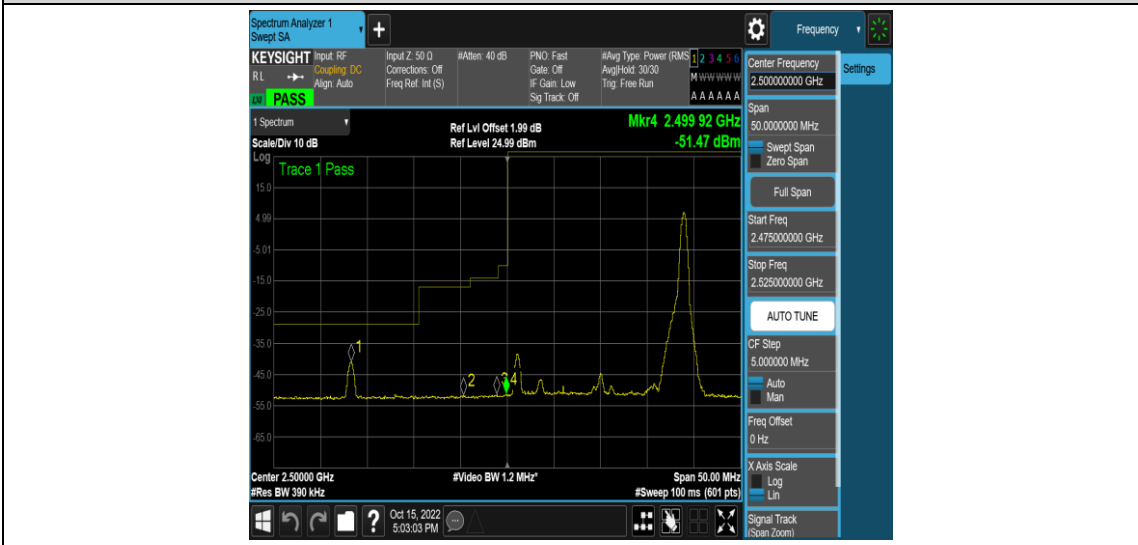 Spectrum Analyzer 1
Swept SA
+
Frequency
KEYSIGHT
RL
PASS
Input: RF
Coupling: DC
Align: Auto
Input Z: 50 Ω
Corrections: Off
Freq Ref: Int (S)
#Atten: 40 dB
PNO: Fast
Gate: Off
IF Gain: Low
Sig Track: Off
#Avg Type: Power (RMS
Avg|Hold: 30/30
Trig: Free Run
1 2 3 4 5 6
M W W W W W
A A A A A A
1 Spectrum
Scale/Div 10 dB
Ref Lvl Offset 1.99 dB
Ref Level 24.99 dBm
Mkr4 2.499 92 GHz
-51.47 dBm
Log
Trace 1 Pass
15.0
4.99
-5.01
-15.0
-25.0
-35.0
-45.0
-55.0
-65.0
1
2
4
Center 2.50000 GHz
#Res BW 390 kHz
#Video BW 1.2 MHz*
Span 50.00 MHz
#Sweep 100 ms (601 pts)
Center Frequency
2.500000000 GHz
Settings
Span
50.0000000 MHz
Swept Span
Zero Span
Full Span
Start Freq
2.475000000 GHz
Stop Freq
2.525000000 GHz
AUTO TUNE
CF Step
5.000000 MHz
Auto
Man
Freq Offset
0 Hz
X Axis Scale
Log
Lin
Signal Track
(Span Zoom)
?
Oct 15, 2022
5:03:03 PM